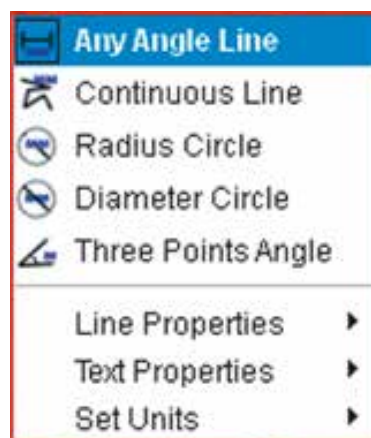 Any Angle Line
Continuous Line
Radius Circle
Diameter Circle
Three Points Angle
Line Properties
Text Properties
Set Units